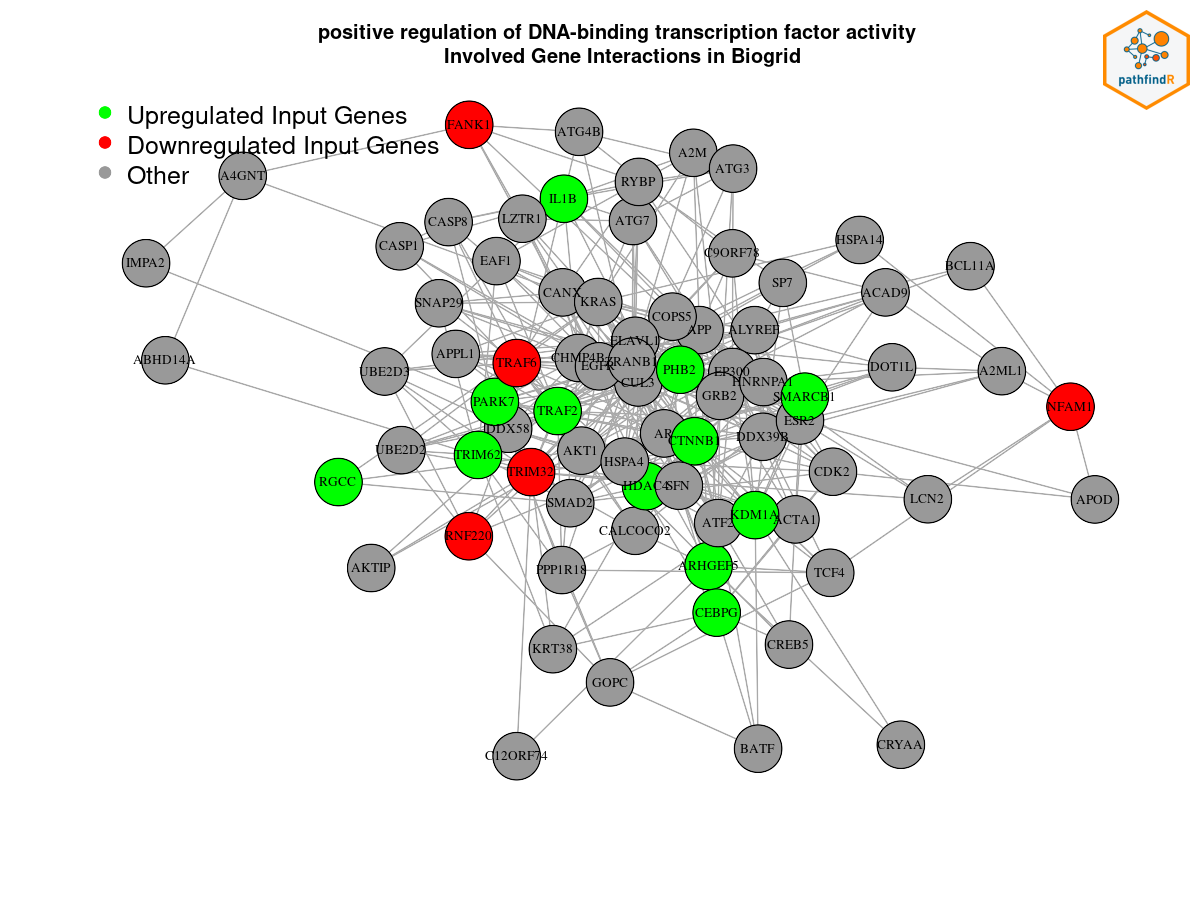 positive regulation of DNA-binding transcription factor activity
Involved Gene Interactions in Biogrid
pathfindR
Upregulated Input Genes
Downregulated Input Genes
Other
FANK1
ATG4B
A2M
ATG3
A4GNT
RYBP
IL1B
CASP8
LZTR1
ATG7
CASP1
HSPA14
C9ORF78
EAF1
IMPA2
BCL11A
SP7
CANX
ACAD9
KRAS
SNAP29
COPS5
APP
ALYREF
ELAVL1
APPL1
CHMP4B
ABHD14A
TRAF6
EGFR
ZRANB1
DOT1L
UBE2D3
PHB2
EP300
A2ML1
CUL3
HNRNPA1
GRB2
SMARCB1
PARK7
NFAM1
TRAF2
ESR2
DDX58
AR
DDX39B
CTNNB1
UBE2D2
AKT1
TRIM62
HSPA4
TRIM32
CDK2
RGCC
HDAC4
SFN
LCN2
APOD
SMAD2
KDM1A
ACTA1
ATF2
CALCOCO2
RNF220
ARHGEF5
AKTIP
PPP1R18
TCF4
CEBPG
CREB5
KRT38
GOPC
CRYAA
BATF
C12ORF74